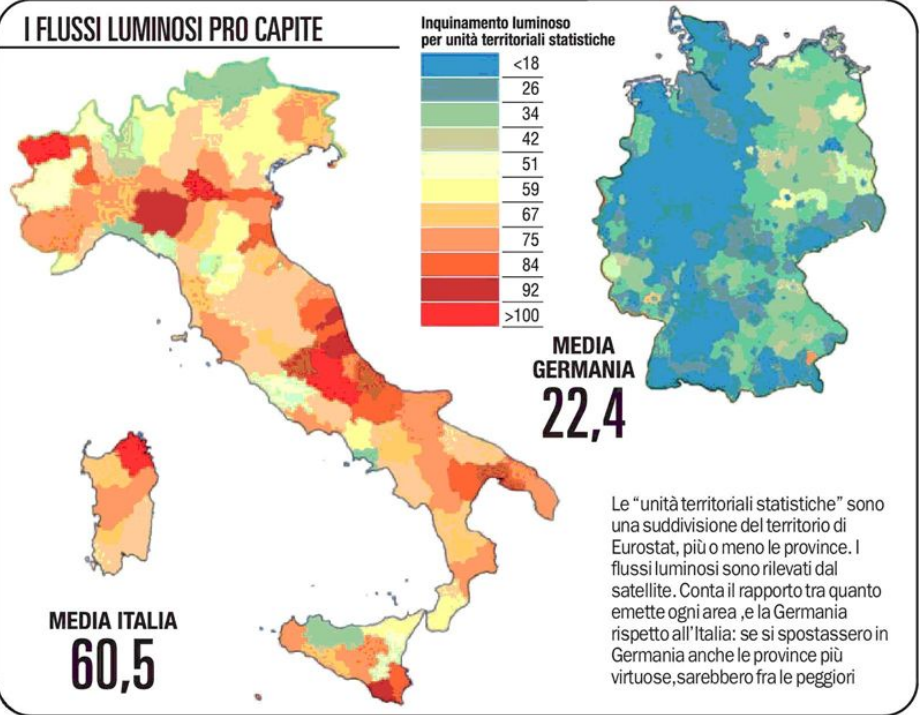 I FLUSSI LUMINOSI PRO CAPITE
Inquinamento luminoso
per unità territoriali statistiche
<18
26
34
42
51
59
67
75
84
92
>100
MEDIA
GERMANIA
22,4
MEDIA ITALIA
60,5
Le “unità territoriali statistiche” sono
una suddivisione del territorio di
Eurostat, più o meno le province. I
flussi luminosi sono rilevati dal
satellite. Conta il rapporto tra quanto
emette ogni area ,e la Germania
rispetto all'Italia: se si spostassero in
Germania anche le province più
virtuose,sarebbero fra le peggiori